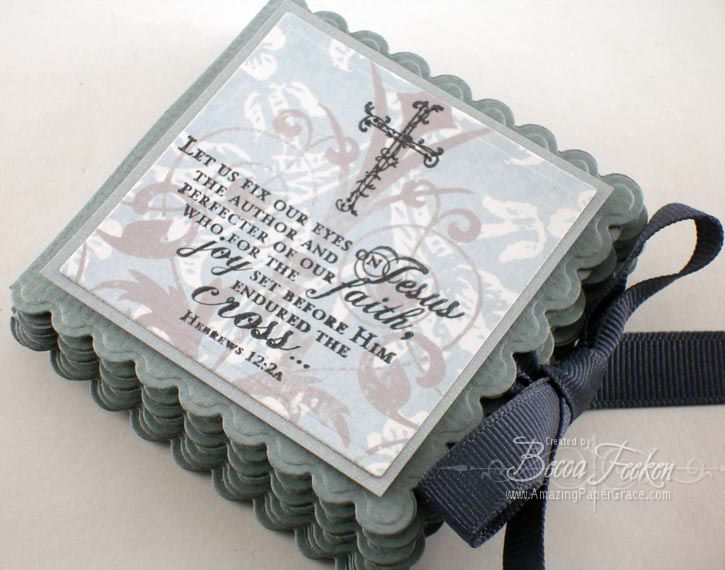 Let us fix our eyes on Jesus
the author and
perfecter of our faith,
who for the
joy set before Him
endured the
cross...
Hebrews 12:2a
Created by
Becca Feeken
www.AmazingPaperGrace.com